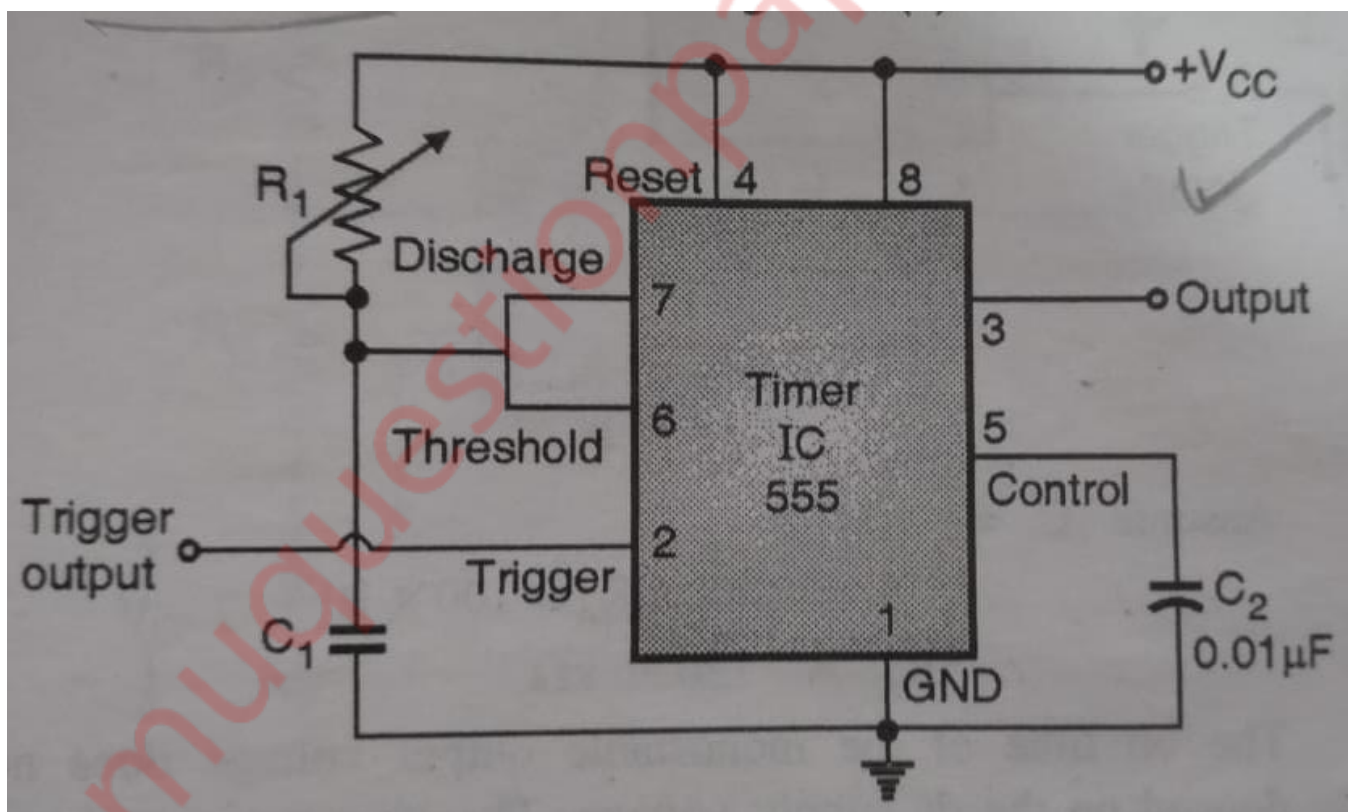 +VCC
Reset 4 8
R1
Discharge
7
Output
3
Timer
IC
555
6
5
Threshold
Control
Trigger
output
2
Trigger
C1
1
C2
0.01µF
GND
muquestionpap